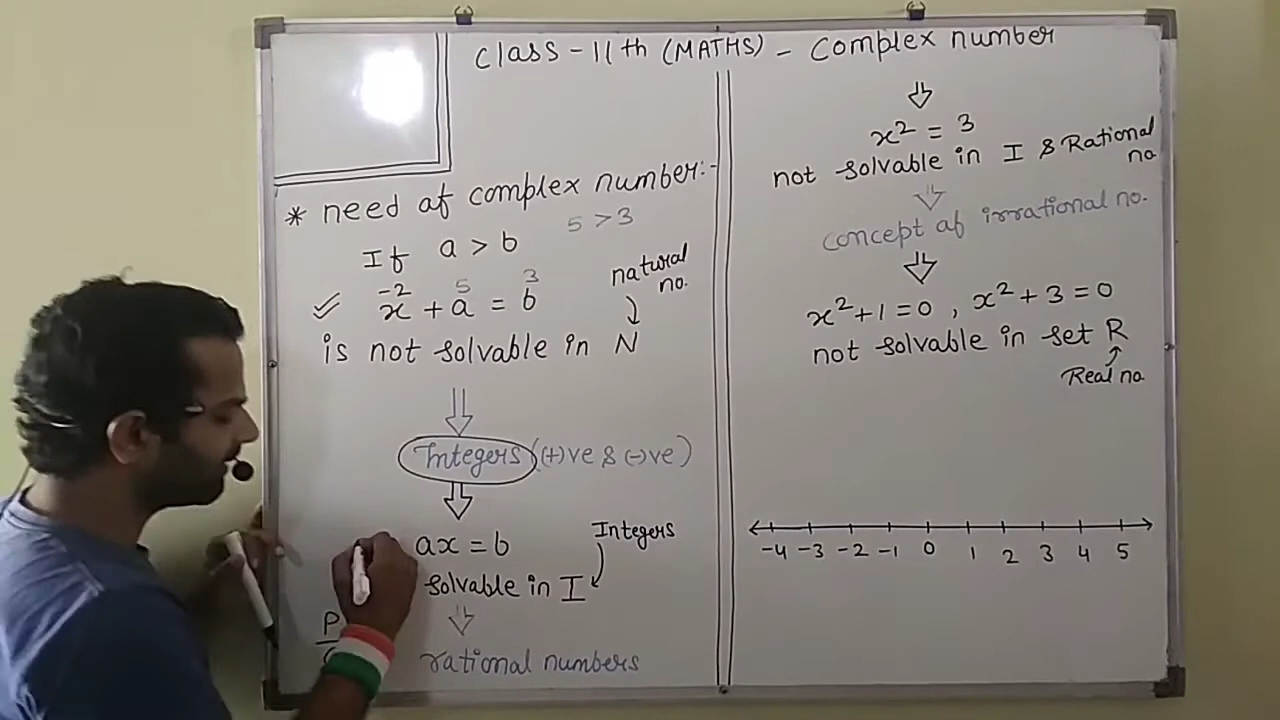 Class - 11th (MATHS) - Complex number
* need of complex number:-
If a > b 5 > 3
-2 5 3
x + a = b natural no.
is not solvable in N
Integers (+)ve & (-)ve)
ax = b Integers
solvable in I
P
rational numbers
x² = 3
not solvable in I & Rational no
concept of irrational no.
x² + 1 = 0 , x² + 3 = 0
not solvable in set R
Real no
-4 -3 -2 -1 0 1 2 3 4 5